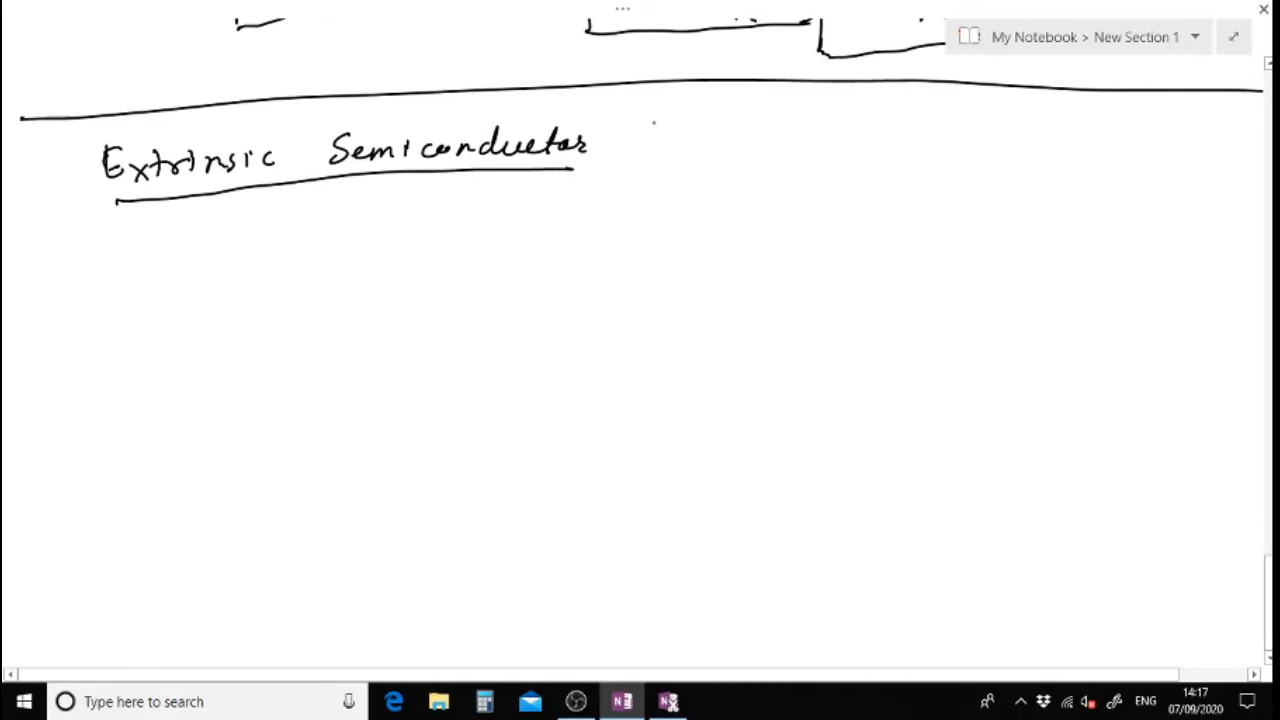 My Notebook > New Section 1
Extrinsic Semiconductor
Type here to search
ENG
14:17
07/09/2020